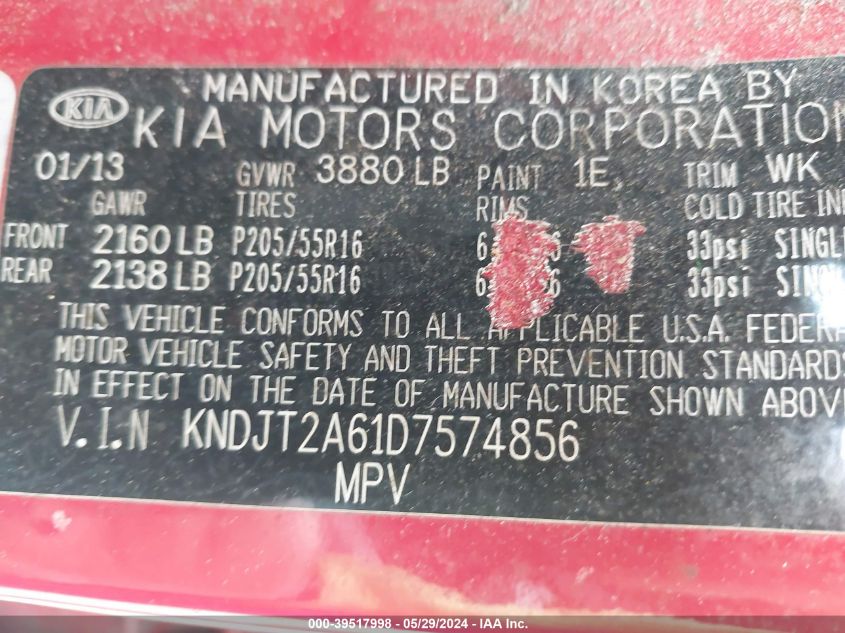 KIA
MANUFACTURED IN KOREA BY
KIA MOTORS CORPORATION
01/13 GVWR 3880 LB PAINT 1E TRIM WK
GAWR TIRES RIMS COLD TIRE
FRONT 2160 LB P205/55R16 33psi SINGLE
REAR 2138 LB P205/55R16 33psi
THIS VEHICLE CONFORMS TO ALL APPLICABLE U.S.A. FEDERA
MOTOR VEHICLE SAFETY AND THEFT PREVENTION STANDARDS
IN EFFECT ON THE DATE OF MANUFACTURE SHOWN ABOVE
V.I.N KNDJT2A61D7574856
MPV
000-39517998 - 05/29/2024 - IAA Inc.